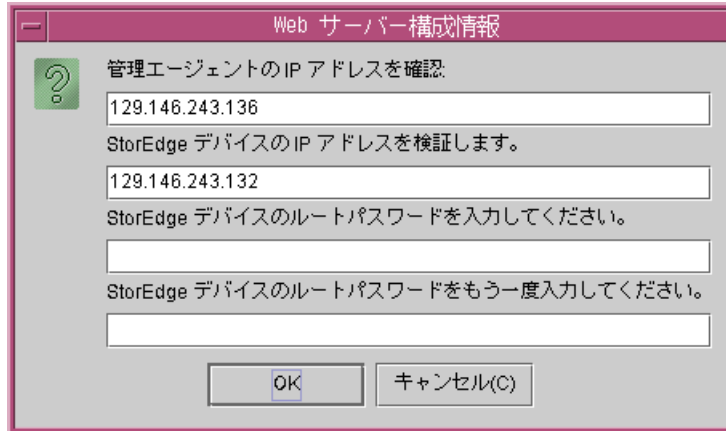 Web サーバー構成情報
管理エージェントのIP アドレスを確認:
129.146.243.136
StorEdge デバイスのIP アドレスを検証します。
129.146.243.132
StorEdge デバイスのルートパスワードを入力してください。
StorEdge デバイスのルートパスワードをもう一度入力してください。
OK キャンセル(C)